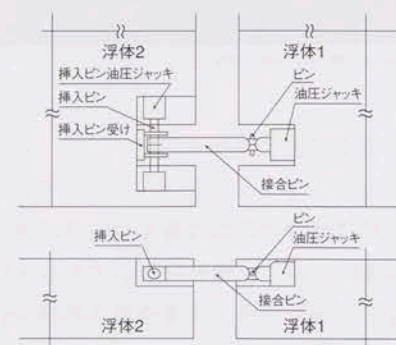 浮体2
浮体1
挿入ピン油圧ジャッキ
ピン
挿入ピン
油圧ジャッキ
挿入ピン受け
接合ピン
挿入ピン
ピン
油圧ジャッキ
接合ピン
浮体2
浮体1